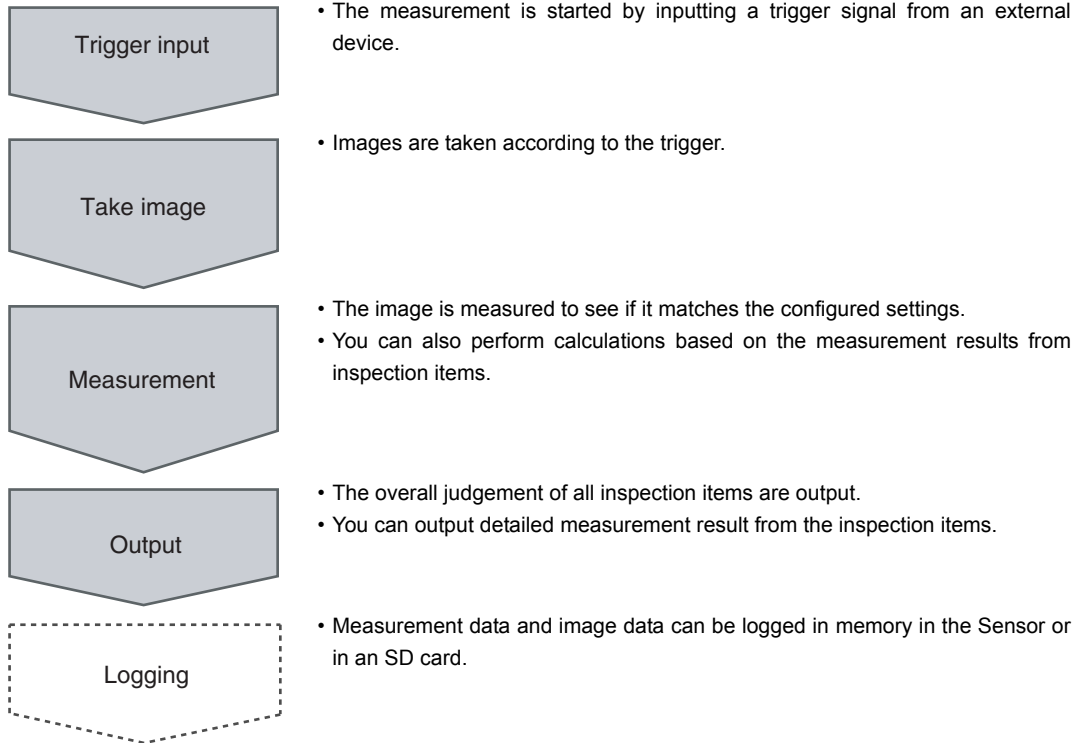 Trigger input
• The measurement is started by inputting a trigger signal from an external
device.
Take image
• Images are taken according to the trigger.
Measurement
• The image is measured to see if it matches the configured settings.
• You can also perform calculations based on the measurement results from
inspection items.
Output
• The overall judgement of all inspection items are output.
• You can output detailed measurement result from the inspection items.
Logging
• Measurement data and image data can be logged in memory in the Sensor or
in an SD card.